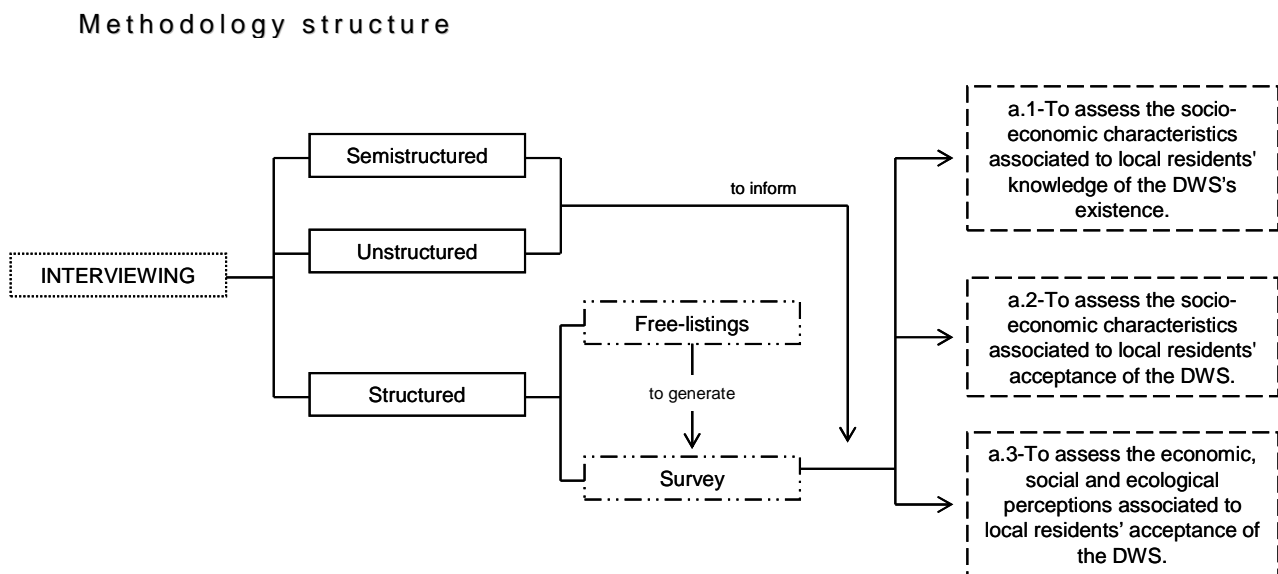 Methodology structure
INTERVIEWING
Semistructured
Unstructured
Structured
Free-listings
to generate
Survey
to inform
a.1-To assess the socio-
economic characteristics
associated to local residents'
knowledge of the DWS's
existence.
a.2-To assess the socio-
economic characteristics
associated to local residents'
acceptance of the DWS.
a.3-To assess the economic,
social and ecological
perceptions associated to
local residents’ acceptance of
the DWS.